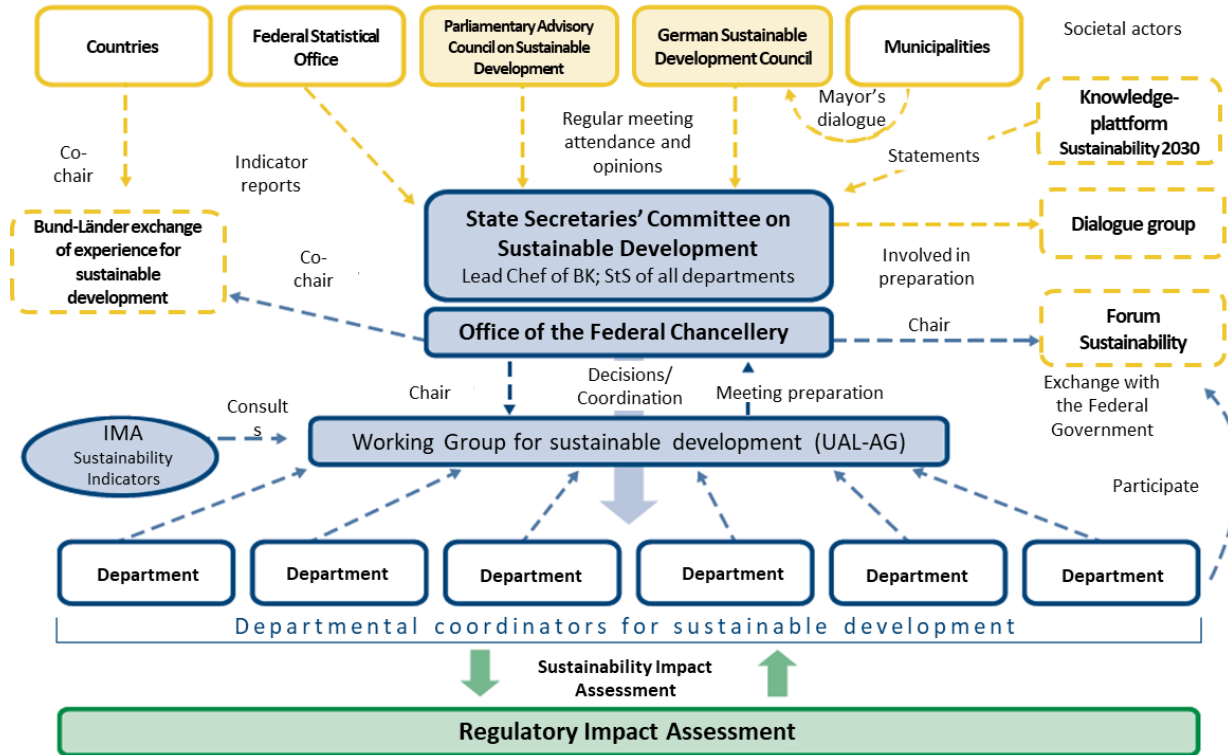 Countries
Federal Statistical
Office
Parliamentary Advisory
Council on Sustainable
Development
German Sustainable
Development Council
Municipalities
Societal actors
Mayor's
dialogue
Knowledge-
plattform
Sustainability 2030
Regular meeting
attendance and
opinions
Co-
chair
Indicator
reports
Statements
Bund-Länder exchange
of experience for
sustainable
development
State Secretaries' Committee on
Sustainable Development
Lead Chef of BK; StS of all departments
Dialogue group
Co-
chair
Involved in
preparation
Office of the Federal Chancellery
Chair
Forum
Sustainability
Chair
Decisions/
Coordination
Meeting preparation
Exchange with
the Federal
Government
Consult
s
IMA
Sustainability
Indicators
Working Group for sustainable development (UAL-AG)
Participate
Department
Department
Department
Department
Department
Department
Departmental coordinators for sustainable development
Sustainability Impact
Assessment
Regulatory Impact Assessment